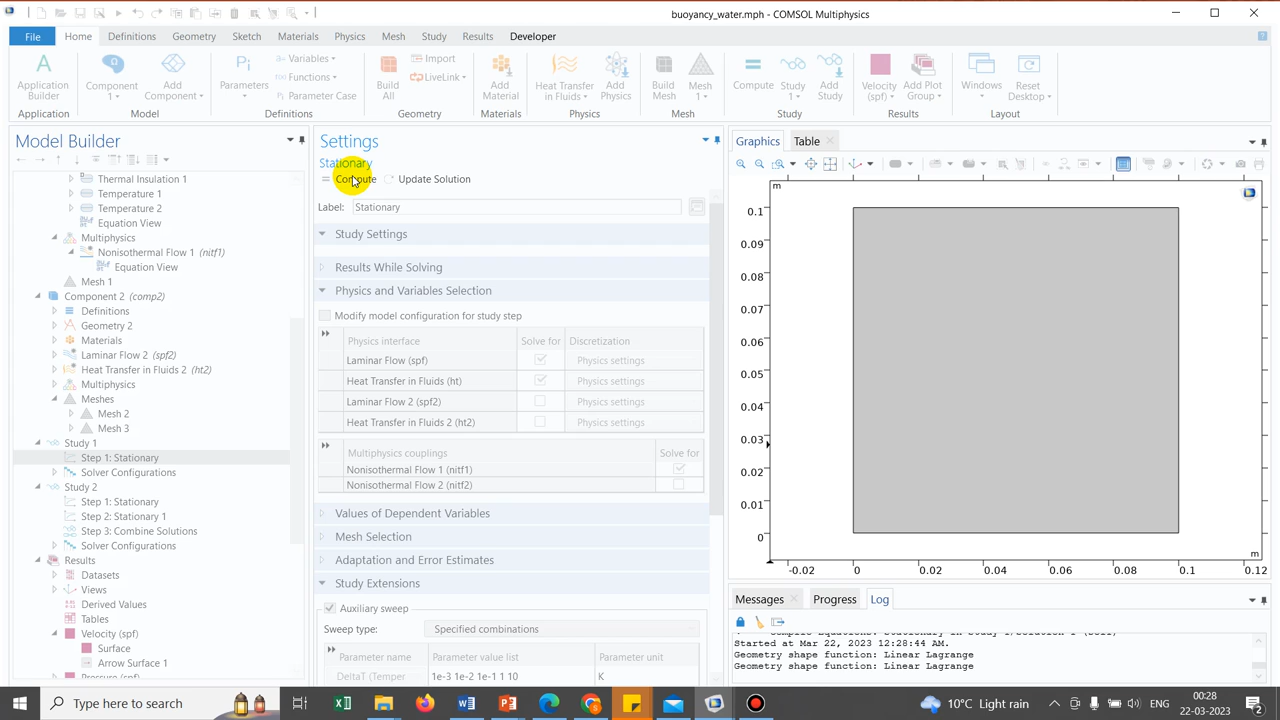 buoyancy_water.mph - COMSOL Multiphysics
File Home Definitions Geometry Sketch Materials Physics Mesh Study Results Developer
Application Builder
Component 1
Add Component
Pi
Parameters
Variables
Functions
Parameter Case
Build All
Import
LiveLink
Add Material
Heat Transfer in Fluids
Add Physics
Build Mesh
Mesh 1
Compute
Study 1
Add Study
Velocity (spf)
Add Plot Group
Windows
Reset Desktop
Application Model Definitions Geometry Materials Physics Mesh Study Results Layout
Model Builder
Thermal Insulation 1
Temperature 1
Temperature 2
Equation View
Multiphysics
Nonisothermal Flow 1 (nitf1)
Equation View
Mesh 1
Component 2 (comp2)
Definitions
Geometry 2
Materials
Laminar Flow 2 (spf2)
Heat Transfer in Fluids 2 (ht2)
Multiphysics
Meshes
Mesh 2
Mesh 3
Study 1
Step 1: Stationary
Solver Configurations
Study 2
Step 1: Stationary
Step 2: Stationary 1
Step 3: Combine Solutions
Solver Configurations
Results
Datasets
Views
Derived Values
Tables
Velocity (spf)
Surface
Arrow Surface 1
Settings
Stationary
Compute Update Solution
Label: Stationary
Study Settings
Results While Solving
Physics and Variables Selection
Modify model configuration for study step
Physics interface Solve for Discretization
Laminar Flow (spf) Physics settings
Heat Transfer in Fluids (ht) Physics settings
Laminar Flow 2 (spf2) Physics settings
Heat Transfer in Fluids 2 (ht2) Physics settings
Multiphysics couplings Solve for
Nonisothermal Flow 1 (nitf1)
Nonisothermal Flow 2 (nitf2)
Values of Dependent Variables
Mesh Selection
Adaptation and Error Estimates
Study Extensions
Auxiliary sweep
Sweep type: Specified combinations
Parameter name Parameter value list Parameter unit
DeltaT (Temper 1e-3 1e-2 1e-1 1 10 K
Graphics Table
m
0.1
0.09
0.08
0.07
0.06
0.05
0.04
0.03
0.02
0.01
0
m
-0.02 0 0.02 0.04 0.06 0.08 0.1 0.12
Messages Progress Log
Started at Mar 22, 2023 12:28:44 AM.
Geometry shape function: Linear Lagrange
Geometry shape function: Linear Lagrange
Type here to search
10°C Light rain
ENG
00:28
22-03-2023
2